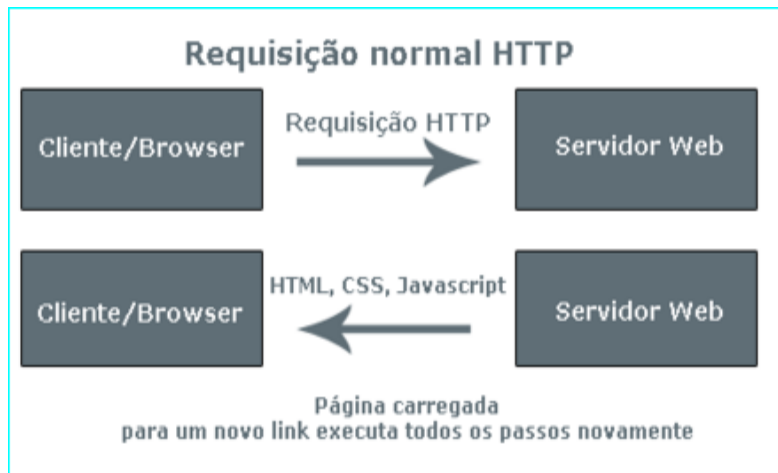 Requisição normal HTTP
Cliente/Browser
Requisição HTTP
Servidor Web
Cliente/Browser
HTML, CSS, Javascript
Servidor Web
Página carregada
para um novo link executa todos os passos novamente